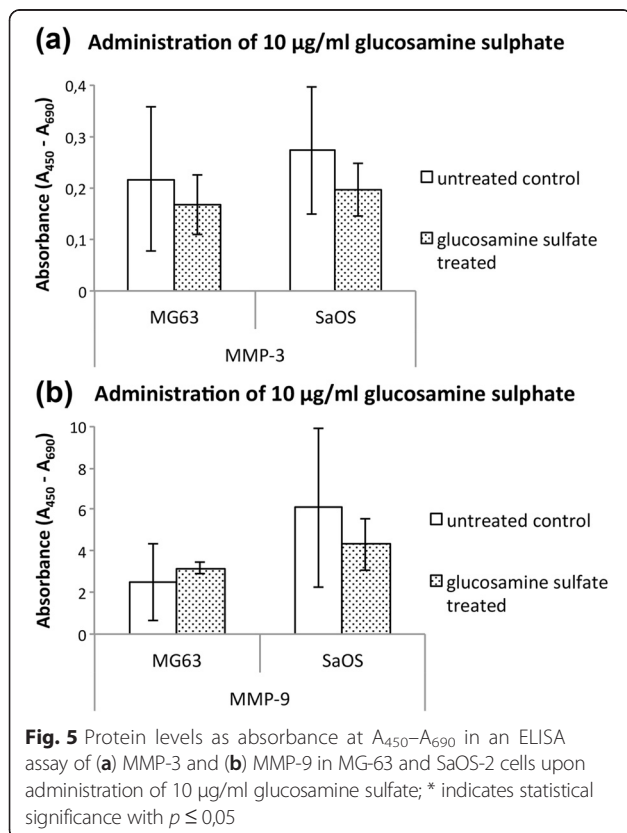 (a) Administration of 10 µg/ml glucosamine sulphate
Absorbance (A450 - A690)
0,4
0,3
0,2
0,1
0
untreated control
glucosamine sulfate
treated
MG63 SaOS
MMP-3
(b) Administration of 10 µg/ml glucosamine sulphate
Absorbance (A450 - A690)
10
8
6
4
2
0
untreated control
glucosamine sulfate
treated
MG63 SaOS
MMP-9
Fig. 5 Protein levels as absorbance at A450–A690 in an ELISA
assay of (a) MMP-3 and (b) MMP-9 in MG-63 and SaOS-2 cells upon
administration of 10 µg/ml glucosamine sulfate; * indicates statistical
significance with p ≤ 0,05